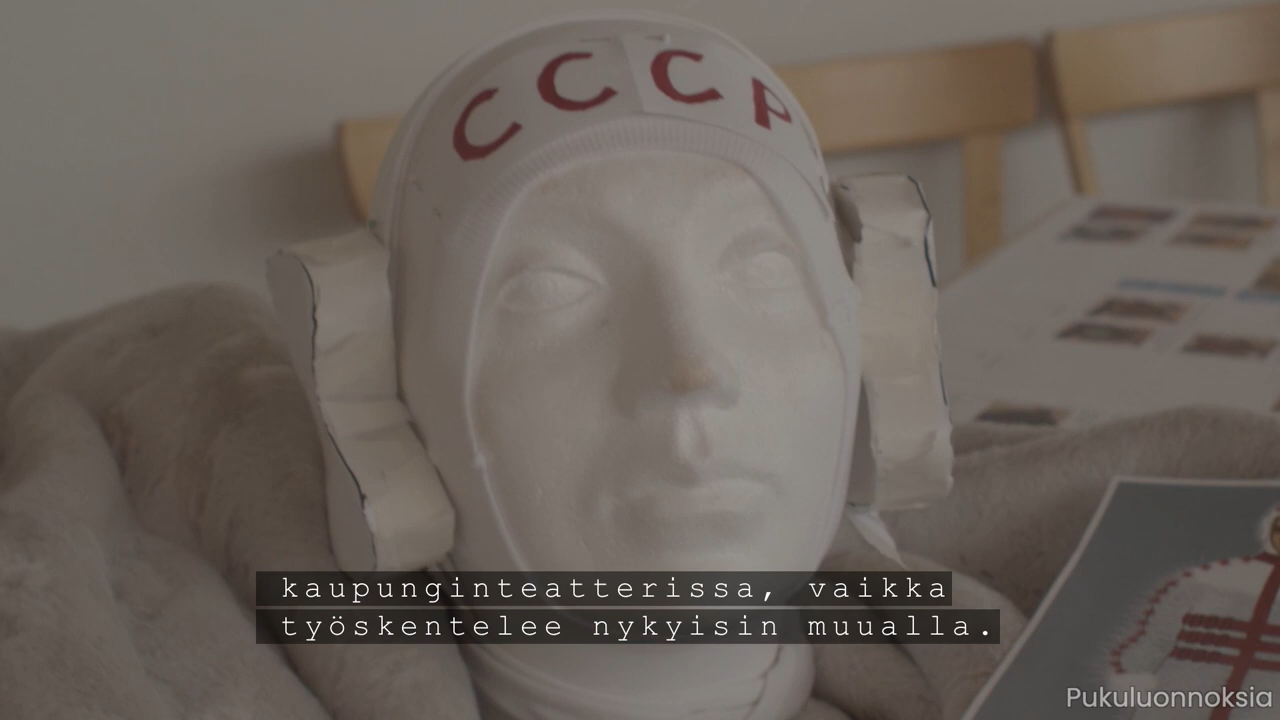 СССР
kaupunginteatterissa, vaikka
työskentelee nykyisin muualla.
Pukuluonnoksia